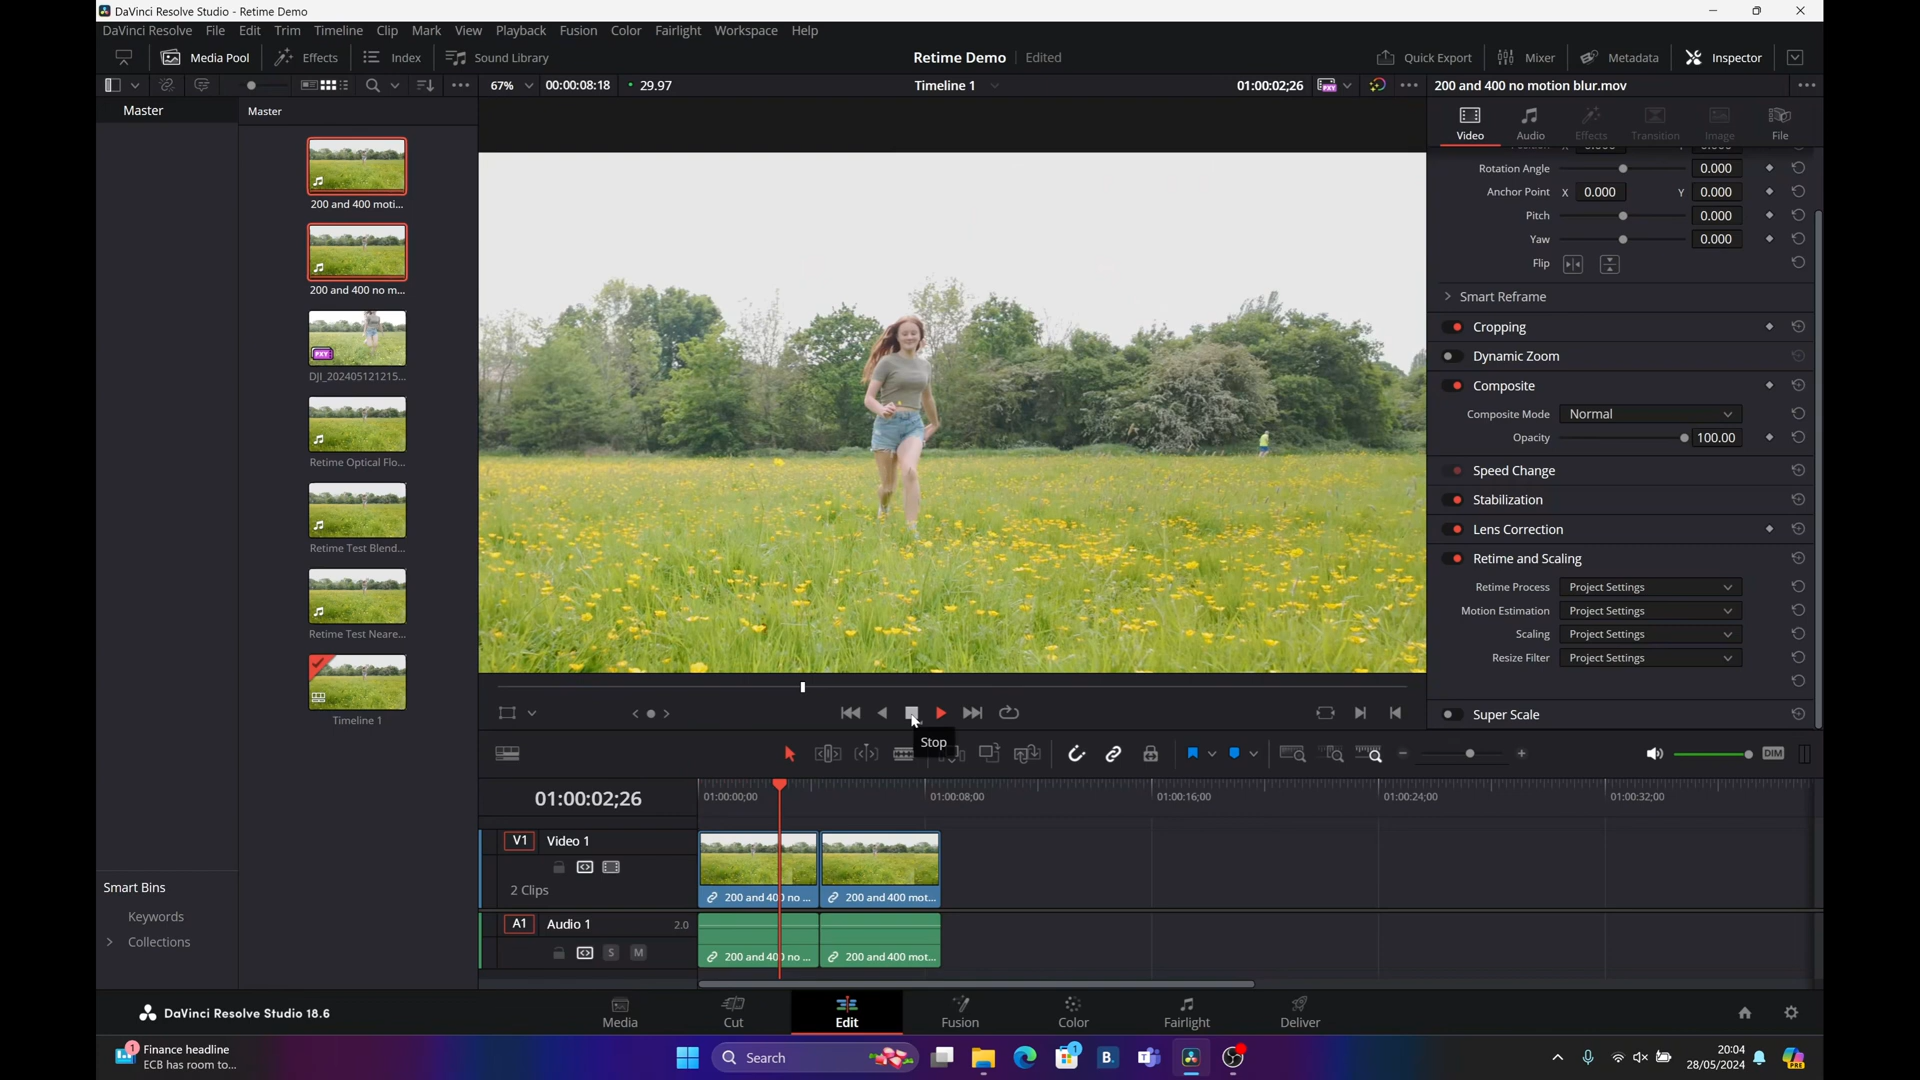 DaVinci Resolve Studio - Retime Demo
DaVinci Resolve File Edit Trim Timeline Clip Mark View Playback Fusion Color Fairlight Workspace Help
Media Pool Effects Index Sound Library Retime Demo Edited Quick Export Mixer Metadata Inspector
67% 00:00:08:18 29.97 Timeline 1 01:00:02;26 200 and 400 no motion blur.mov
Master
Master
200 and 400 moti...
200 and 400 no m...
PXY
DJI_202405121215...
Retime Optical Flo...
Retime Test Blend...
Retime Test Neare...
Timeline 1
Smart Bins
Keywords
Collections
PXY
Video Audio Effects Transition Image File
Rotation Angle 0.000
Anchor Point X 0.000 Y 0.000
Pitch 0.000
Yaw 0.000
Flip
Smart Reframe
Cropping
Dynamic Zoom
Composite
Composite Mode Normal
Opacity 100.00
Speed Change
Stabilization
Lens Correction
Retime and Scaling
Retime Process Project Settings
Motion Estimation Project Settings
Scaling Project Settings
Resize Filter Project Settings
Super Scale
Stop
DIM
01:00:02;26 01:00:00;00 01:00:08;00 01:00:16;00 01:00:24;00 01:00:32;00
V1 Video 1
2 Clips
200 and 400 no ... 200 and 400 mot...
A1 Audio 1 2.0
S M
200 and 400 no ... 200 and 400 mot...
DaVinci Resolve Studio 18.6
Media Cut Edit Fusion Color Fairlight Deliver
1 Finance headline
ECB has room to...
Search
1
B.
20:04
28/05/2024
PRE